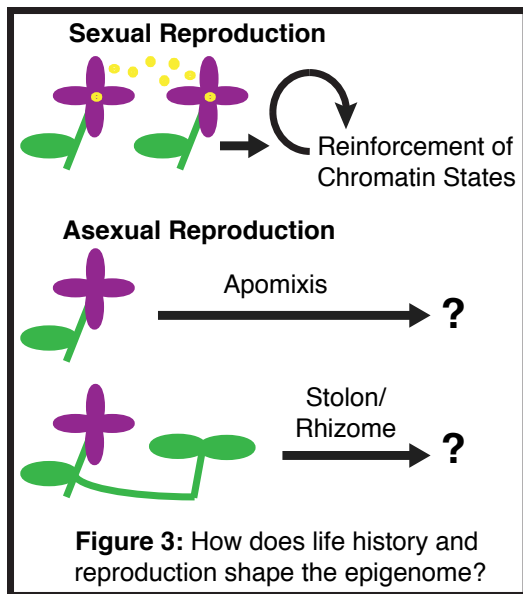 Sexual Reproduction
Reinforcement of
Chromatin States
Asexual Reproduction
Apomixis
?
Stolon/
Rhizome
?
Figure 3: How does life history and
reproduction shape the epigenome?